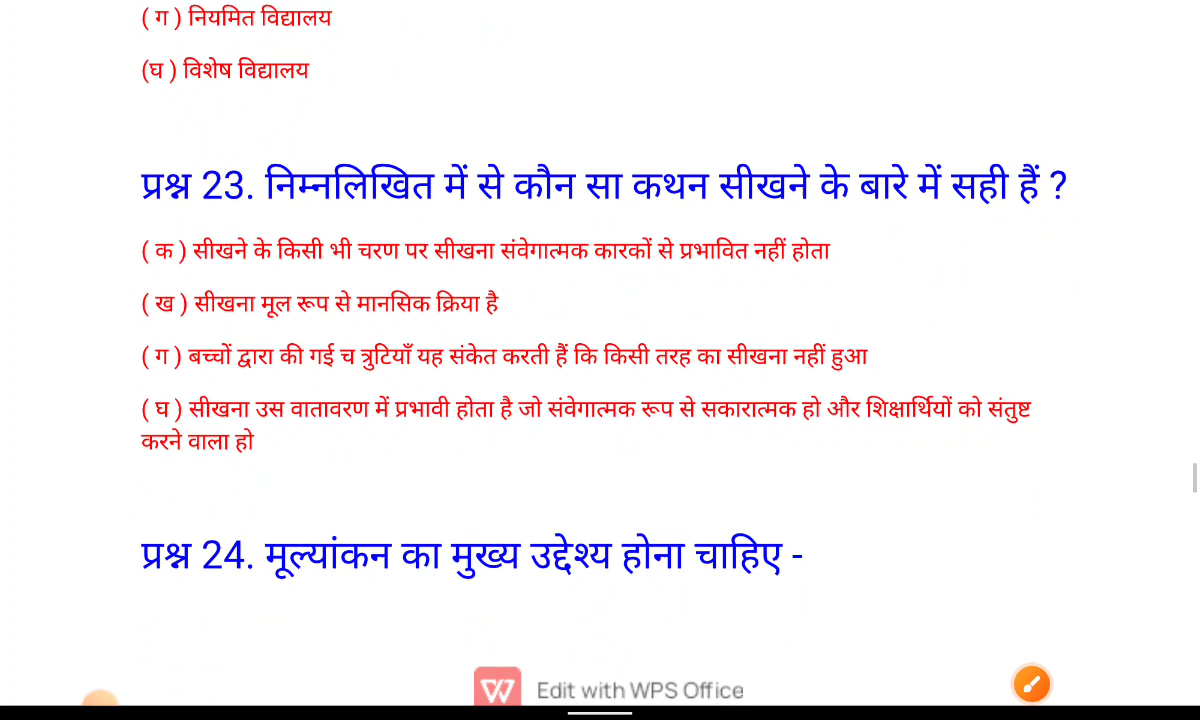 ( ग ) नियमित विद्यालय
(घ ) विशेष विद्यालय
प्रश्न 23. निम्नलिखित में से कौन सा कथन सीखने के बारे में सही हैं ?
( क ) सीखने के किसी भी चरण पर सीखना संवेगात्मक कारकों से प्रभावित नहीं होता
( ख ) सीखना मूल रूप से मानसिक क्रिया है
( ग ) बच्चों द्वारा की गई च त्रुटियाँ यह संकेत करती हैं कि किसी तरह का सीखना नहीं हुआ
( घ ) सीखना उस वातावरण में प्रभावी होता है जो संवेगात्मक रूप से सकारात्मक हो और शिक्षार्थियों को संतुष्ट
करने वाला हो
प्रश्न 24. मूल्यांकन का मुख्य उद्देश्य होना चाहिए -
Edit with WPS Office